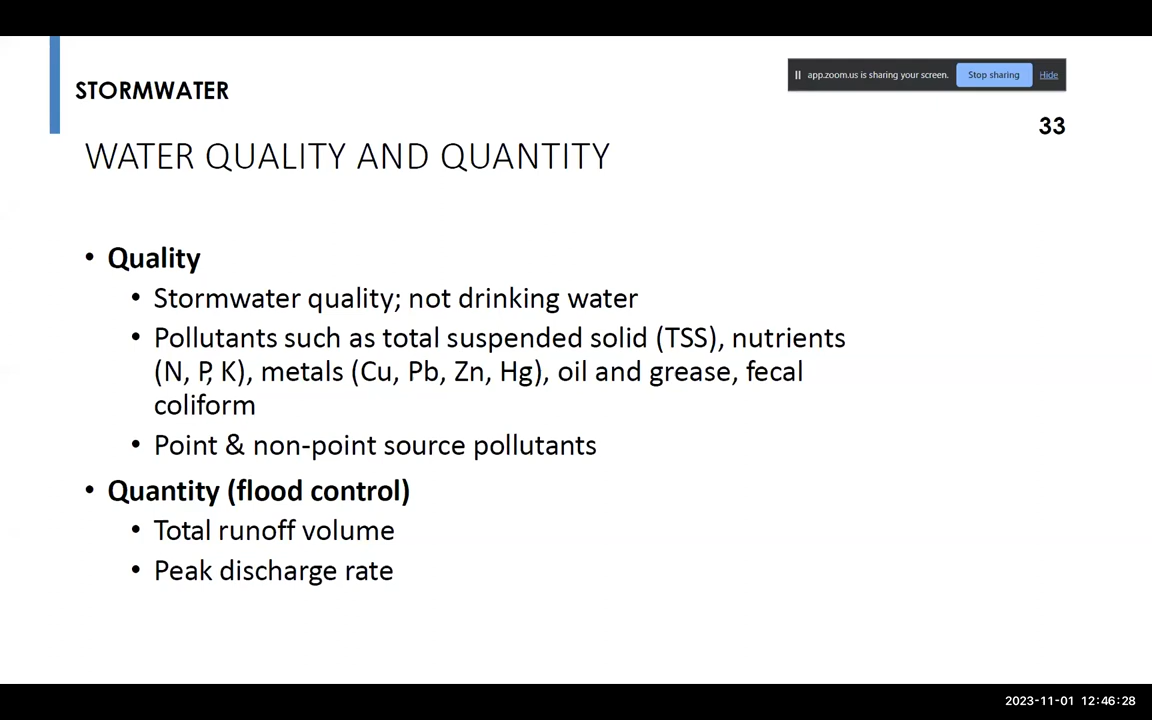 STORMWATER
app.zoom.us is sharing your screen. Stop sharing Hide
33
WATER QUALITY AND QUANTITY
• Quality
• Stormwater quality; not drinking water
• Pollutants such as total suspended solid (TSS), nutrients
(N, P, K), metals (Cu, Pb, Zn, Hg), oil and grease, fecal
coliform
• Point & non-point source pollutants
• Quantity (flood control)
• Total runoff volume
• Peak discharge rate
2023-11-01 12:46:28